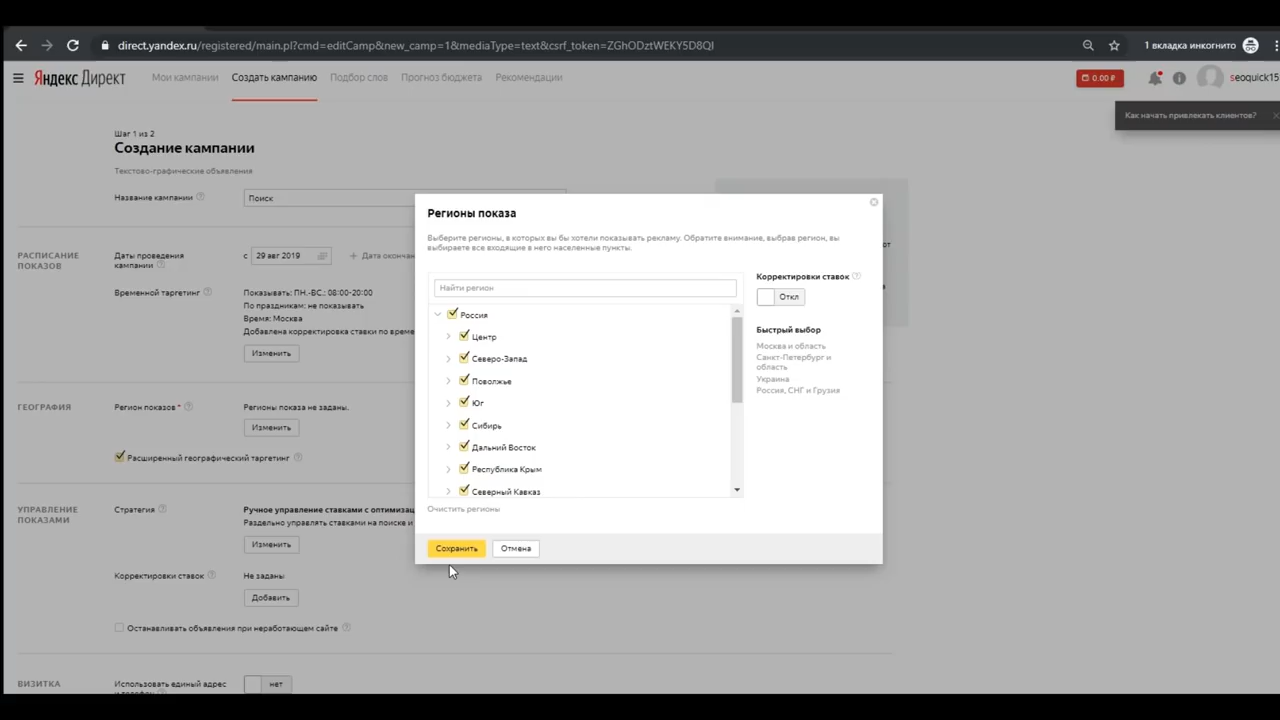 direct.yandex.ru/registered/main.pl?cmd=editCamp&new_camp=1&mediaType=text&csrf_token=ZGhODztWEKY5D8QI
1 вкладка инкогнито
Яндекс Директ
Мои кампании
Создать кампанию
Подбор слов
Прогноз бюджета
Рекомендации
0.00 ₽
seoquick15
Как начать привлекать клиентов?
Шаг 1 из 2
Создание кампании
Текстово-графические объявления
Название кампании
Поиск
РАСПИСАНИЕ
ПОКАЗОВ
Даты проведения
кампании
с
29 авг 2019
+ Дата окончан
Временной таргетинг
Показывать: ПН.-ВС.: 08:00-20:00
По праздникам: не показывать
Время: Москва
Добавлена корректировка ставки по време
Изменить
ГЕОГРАФИЯ
Регион показов *
Регионы показа не заданы.
Изменить
Расширенный географический таргетинг
УПРАВЛЕНИЕ
ПОКАЗАМИ
Стратегия
Ручное управление ставками с оптимизац
Раздельно управлять ставками на поиске и
Изменить
Корректировки ставок
Не заданы
Добавить
Останавливать объявления при неработающем сайте
ВИЗИТКА
Использовать единый адрес
и телефон
нет
Регионы показа
Выберите регионы, в которых вы бы хотели показывать рекламу. Обратите внимание, выбрав регион, вы
выбираете все входящие в него населенные пункты.
Найти регион
Россия
Центр
Северо-Запад
Поволжье
Юг
Сибирь
Дальний Восток
Республика Крым
Северный Кавказ
Очистить регионы
Корректировки ставок
Откл
Быстрый выбор
Москва и область
Санкт-Петербург и
область
Украина
Россия, СНГ и Грузия
Сохранить
Отмена
от